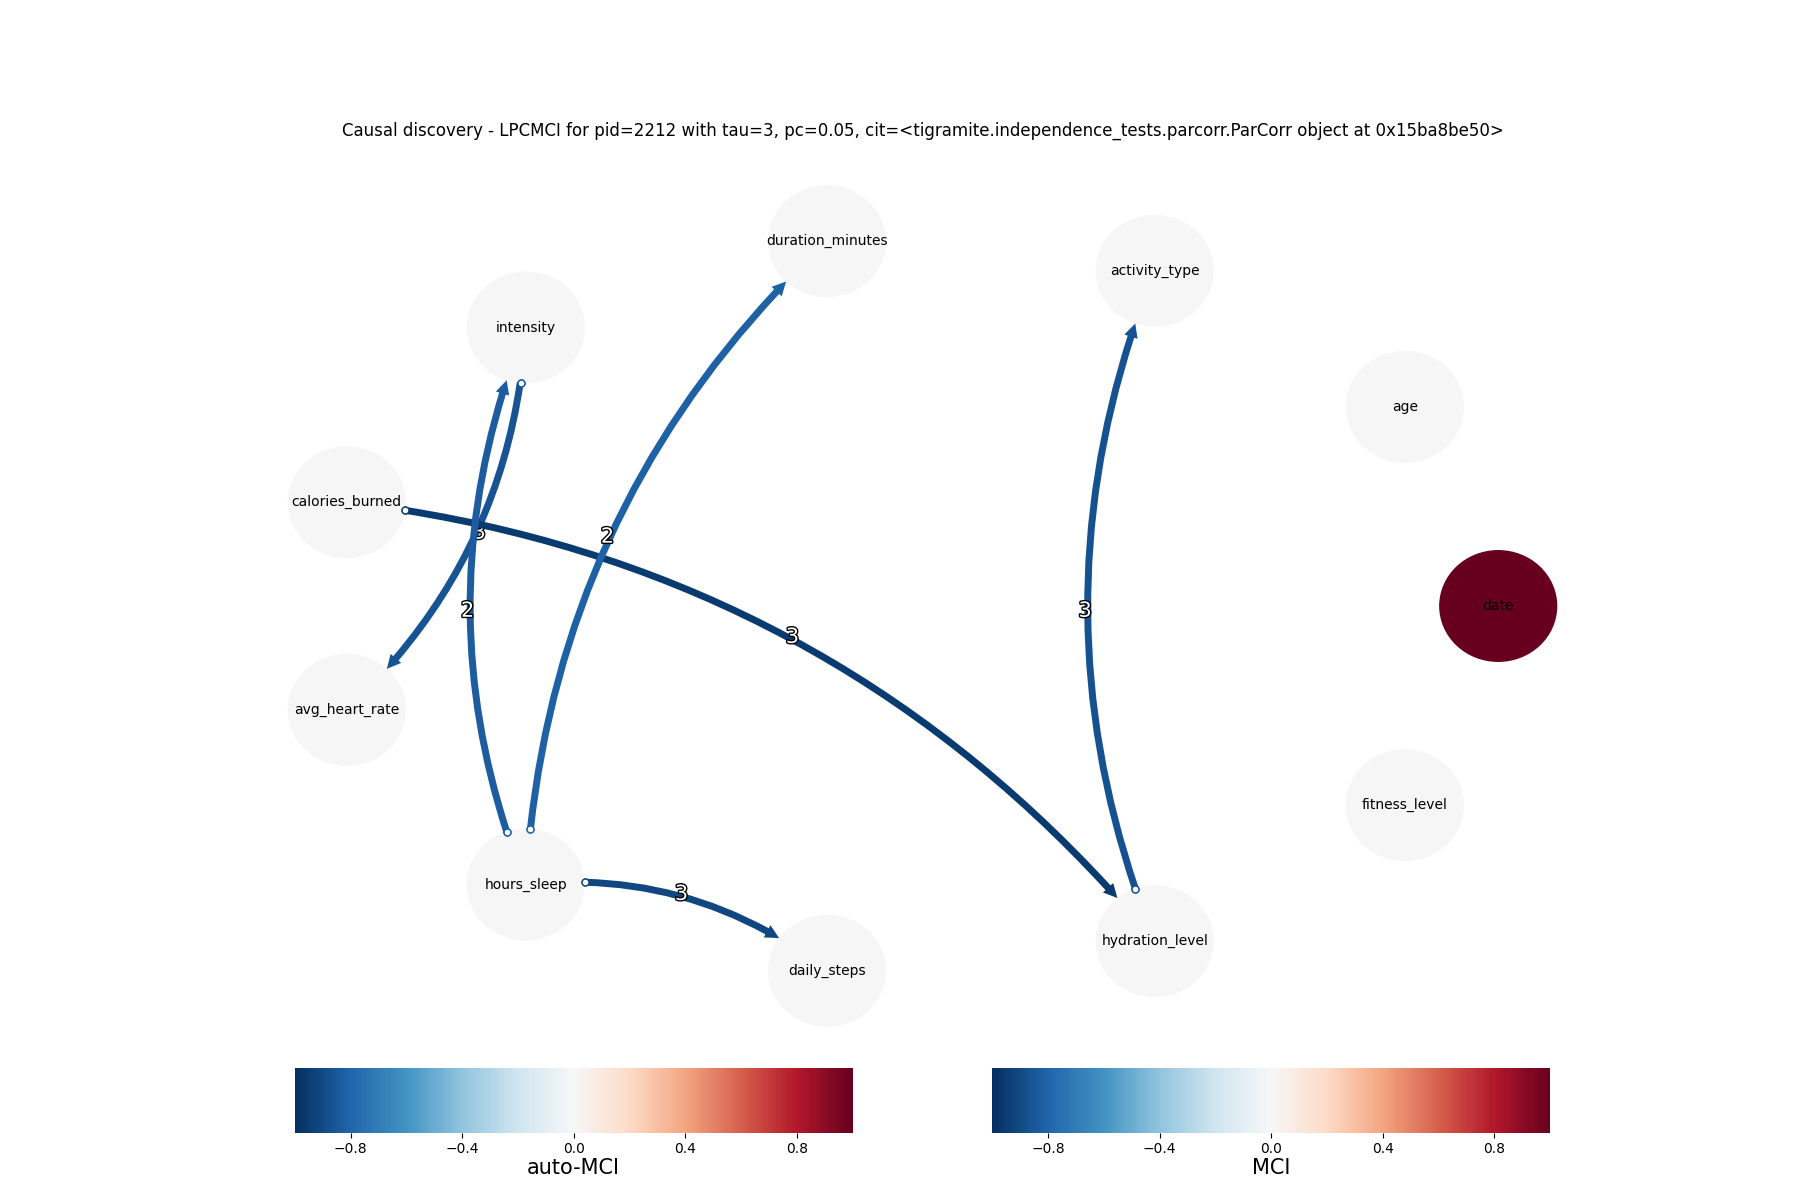 Causal discovery - LPCMCI for pid=2212 with tau=3, pc=0.05, cit=<tigramite.independence_tests.parcorr.ParCorr object at 0x15ba8be50>
duration_minutes
activity_type
intensity
age
calories_burned
3
2
date
2
3
3
avg_heart_rate
fitness_level
hours_sleep
3
hydration_level
daily_steps
−0.8 −0.4 0.0 0.4 0.8
auto-MCI
−0.8 −0.4 0.0 0.4 0.8
MCI